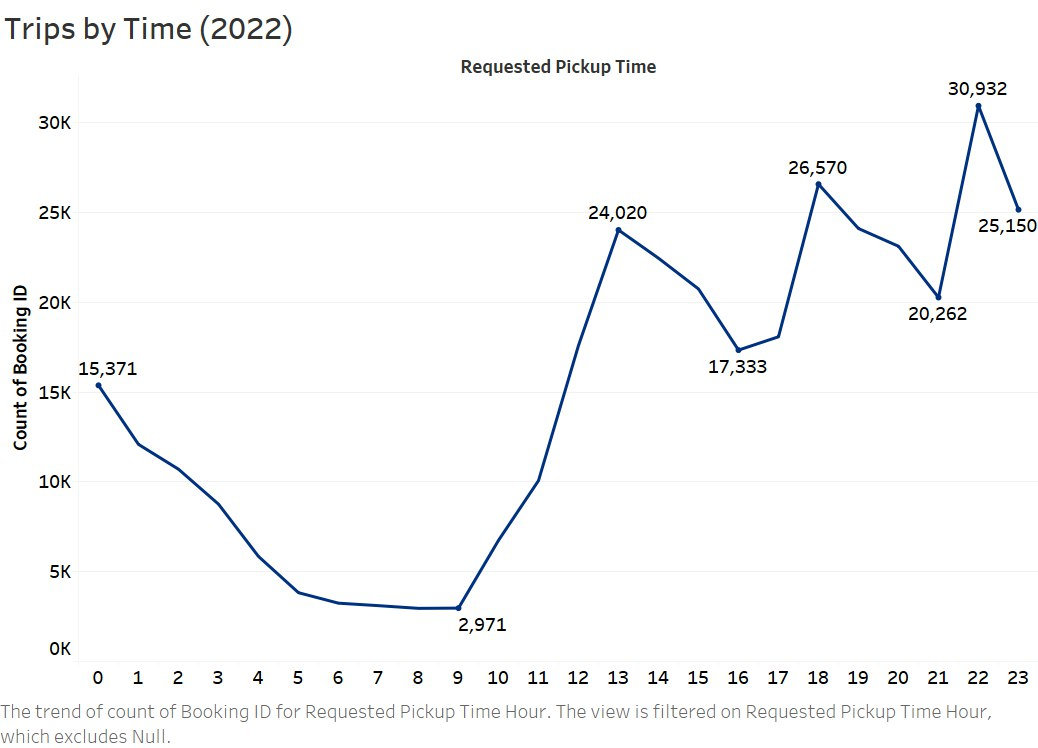 Trips by Time (2022)
Requested Pickup Time
30,932
30K
26,570
25K
24,020
25,150
Count of Booking ID
20K
20,262
17,333
15,371
15K
10K
5K
2,971
0K
0 1 2 3 4 5 6 7 8 9 10 11 12 13 14 15 16 17 18 19 20 21 22 23
The trend of count of Booking ID for Requested Pickup Time Hour. The view is filtered on Requested Pickup Time Hour,
which excludes Null.